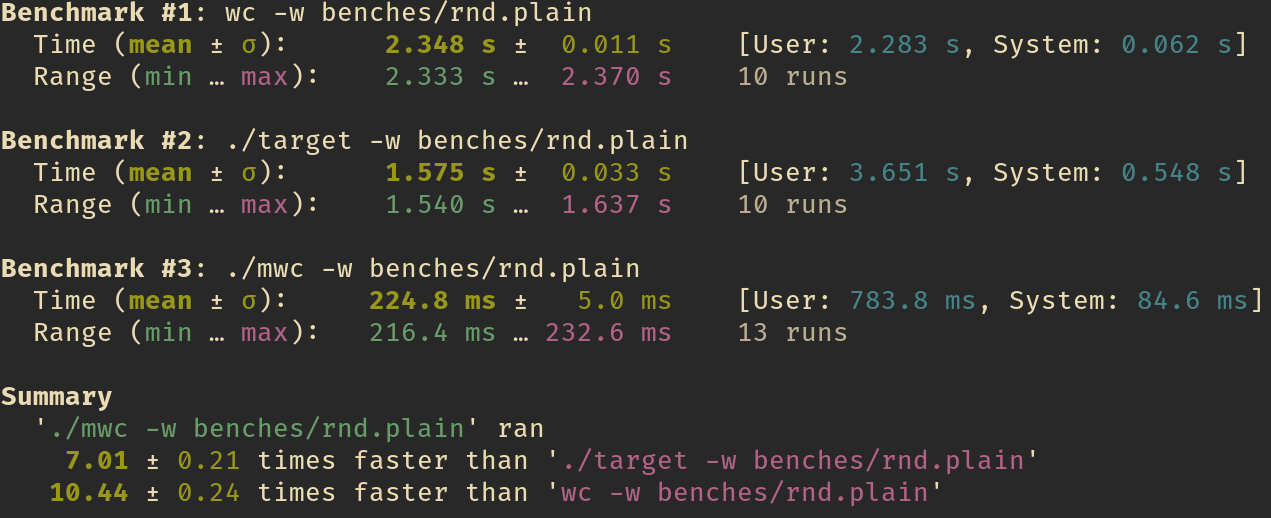 Benchmark #1: wc -w benches/rnd.plain
  Time (mean ± σ):      2.348 s ±  0.011 s    [User: 2.283 s, System: 0.062 s]
  Range (min … max):    2.333 s …  2.370 s    10 runs

Benchmark #2: ./target -w benches/rnd.plain
  Time (mean ± σ):      1.575 s ±  0.033 s    [User: 3.651 s, System: 0.548 s]
  Range (min … max):    1.540 s …  1.637 s    10 runs

Benchmark #3: ./mwc -w benches/rnd.plain
  Time (mean ± σ):     224.8 ms ±   5.0 ms    [User: 783.8 ms, System: 84.6 ms]
  Range (min … max):   216.4 ms … 232.6 ms    13 runs

Summary
  './mwc -w benches/rnd.plain' ran
    7.01 ± 0.21 times faster than './target -w benches/rnd.plain'
   10.44 ± 0.24 times faster than 'wc -w benches/rnd.plain'